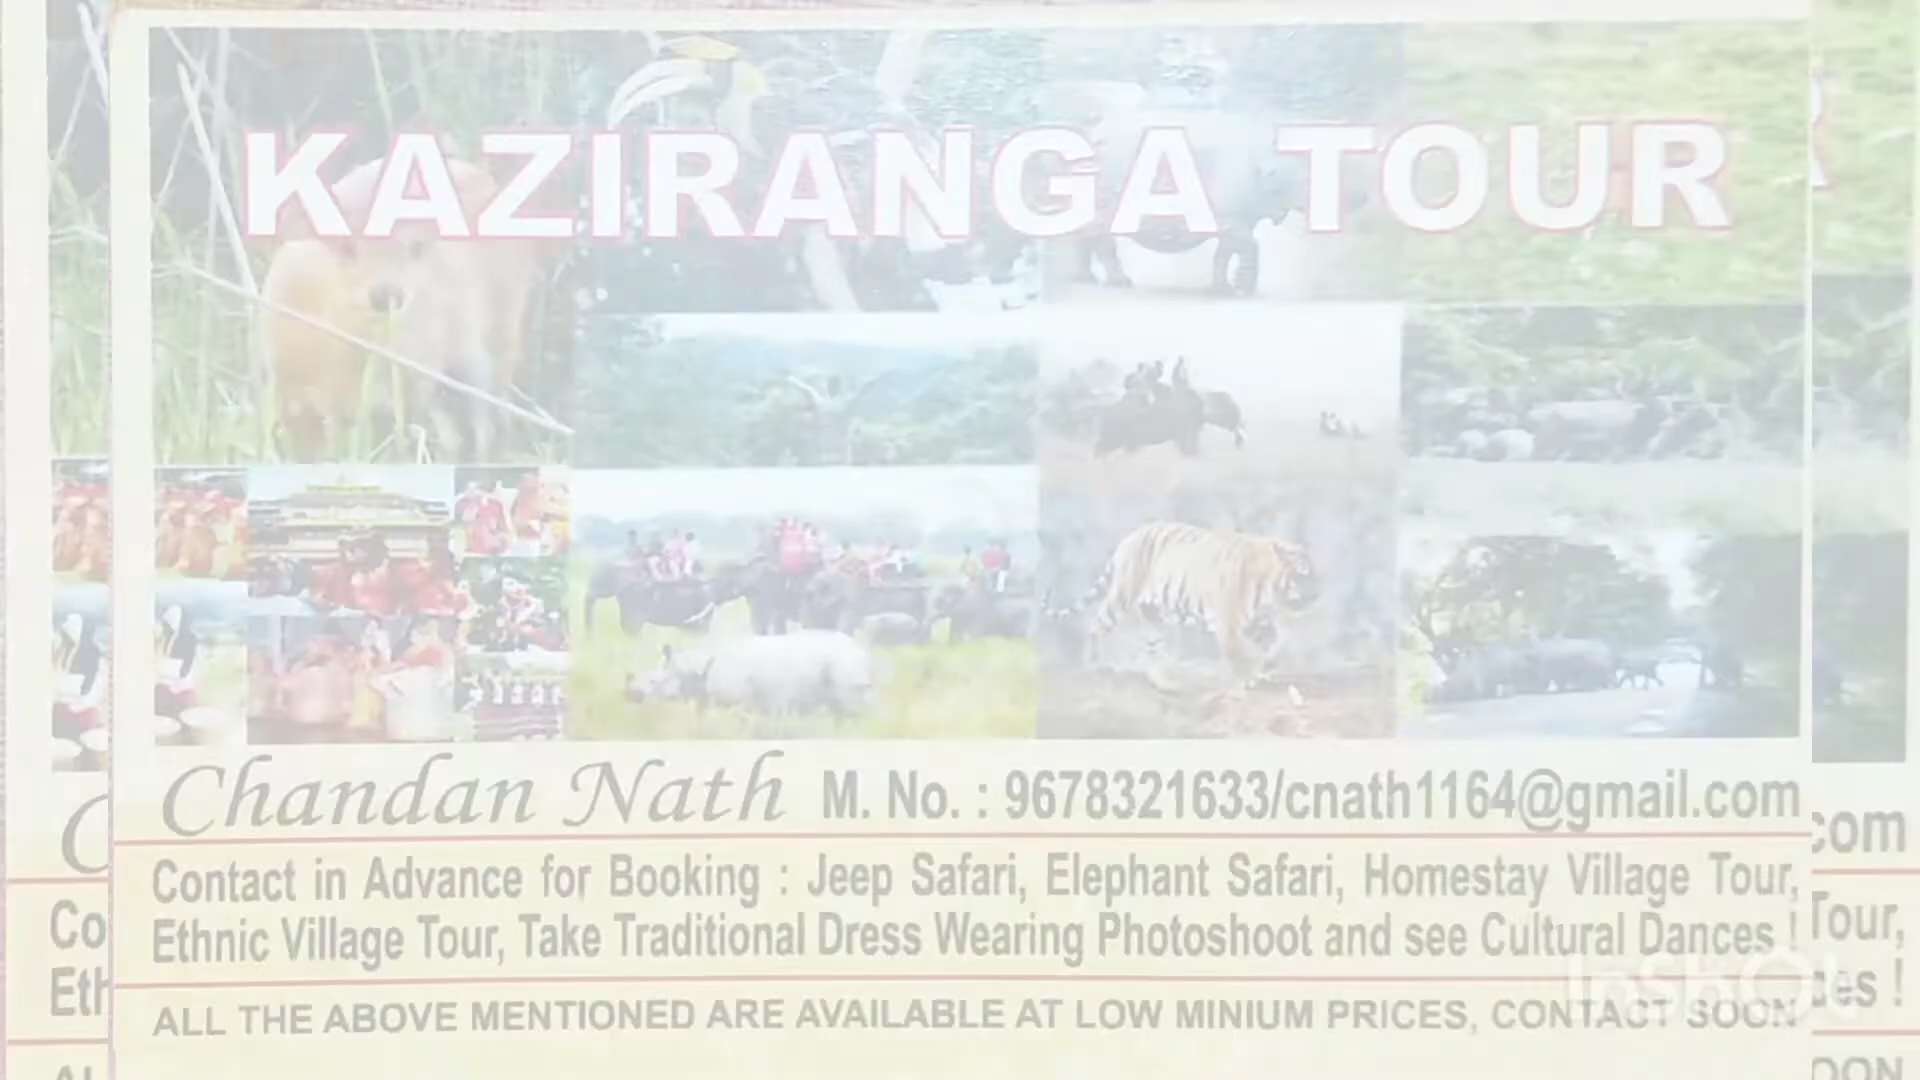 KAZIRANGA TOUR
Chandan Nath M. No. : 9678321633/cnath1164@gmail.com
Contact in Advance for Booking : Jeep Safari, Elephant Safari, Homestay Village Tour,
Ethnic Village Tour, Take Traditional Dress Wearing Photoshoot and see Cultural Dances !
ALL THE ABOVE MENTIONED ARE AVAILABLE AT LOW MINIUM PRICES, CONTACT SOON
InShOt